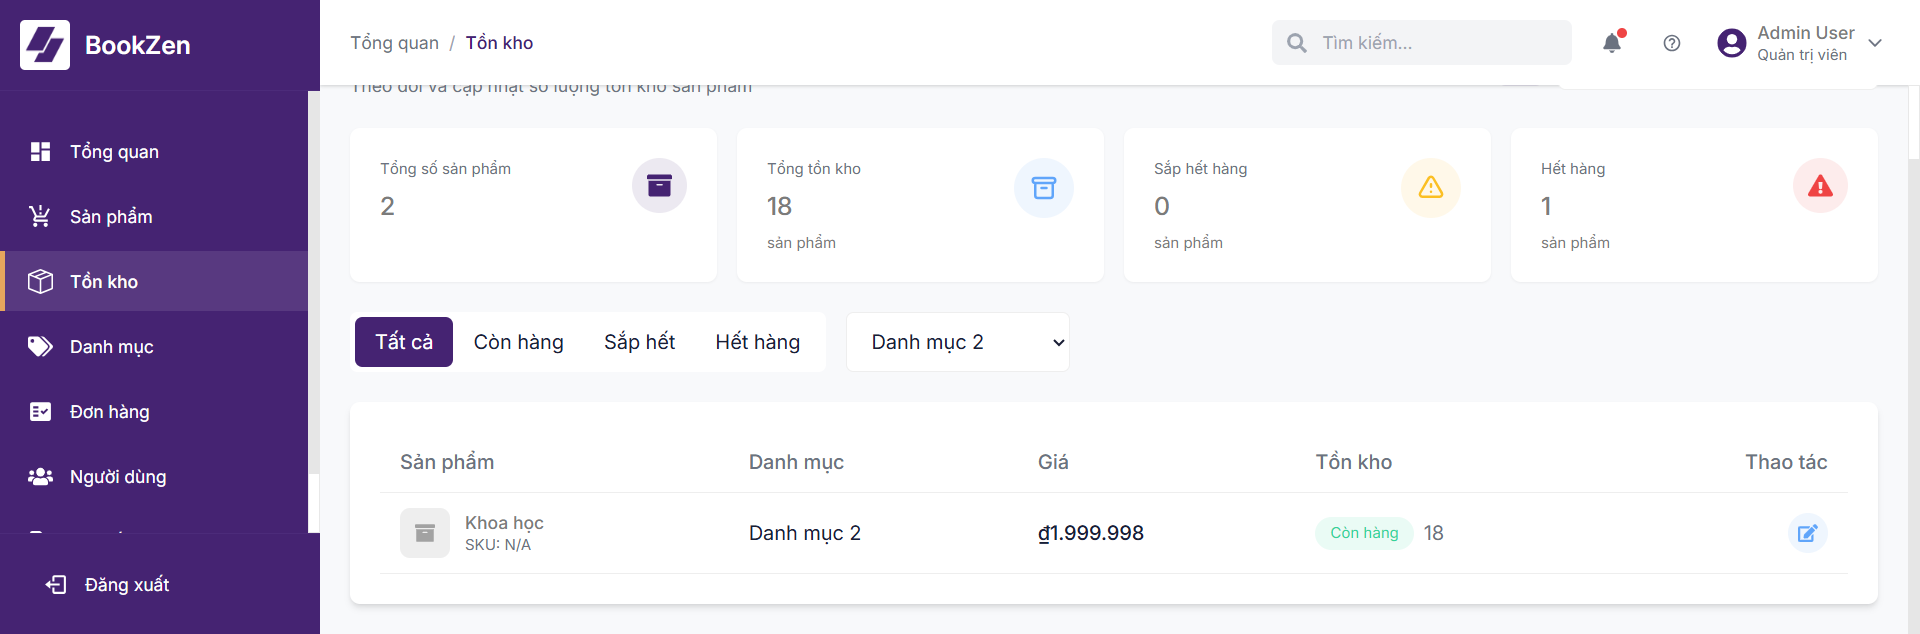 BookZen
Tổng quan / Tồn kho
Tìm kiếm...
Admin User
Quản trị viên
Tổng quan
Sản phẩm
Tồn kho
Danh mục
Đơn hàng
Người dùng
Đăng xuất
Theo dõi và cập nhật số lượng tồn kho sản phẩm
Tổng số sản phẩm
2
Tổng tồn kho
18
sản phẩm
Sắp hết hàng
0
sản phẩm
Hết hàng
1
sản phẩm
Tất cả Còn hàng Sắp hết Hết hàng Danh mục 2
Sản phẩm Danh mục Giá Tồn kho Thao tác
Khoa học
SKU: N/A
Danh mục 2 ₫1.999.998 Còn hàng 18